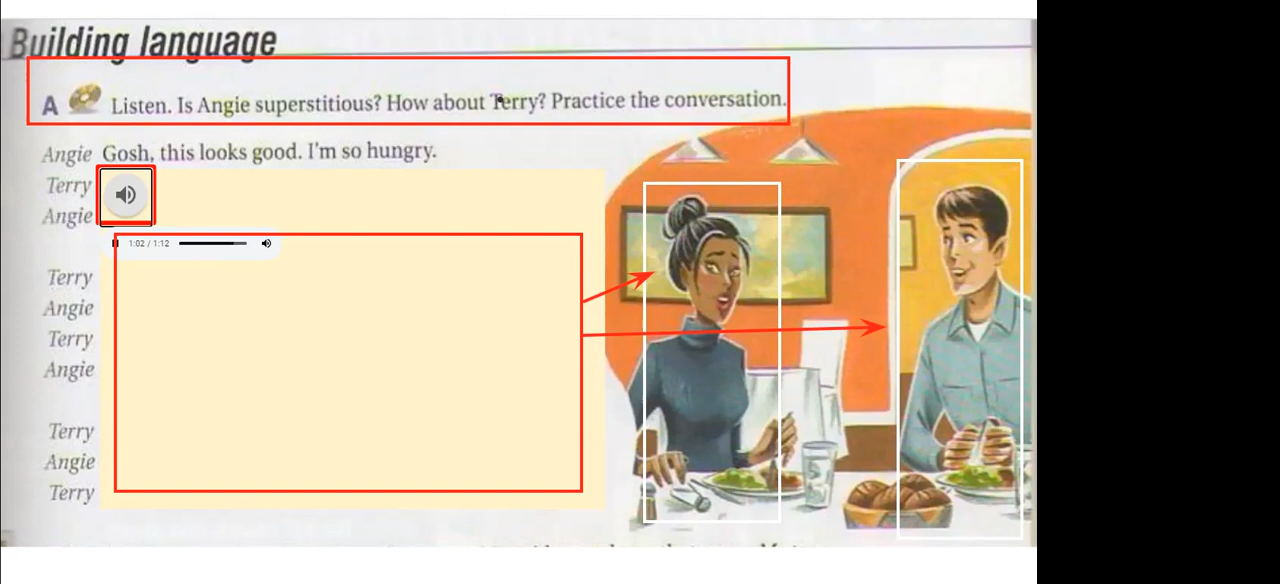 Building language
A Listen. Is Angie superstitious? How about Terry? Practice the conversation.
Angie Gosh, this looks good. I'm so hungry.
Terry
Angie
1:02 / 1:12
Terry
Angie
Terry
Angie
Terry
Angie
Terry